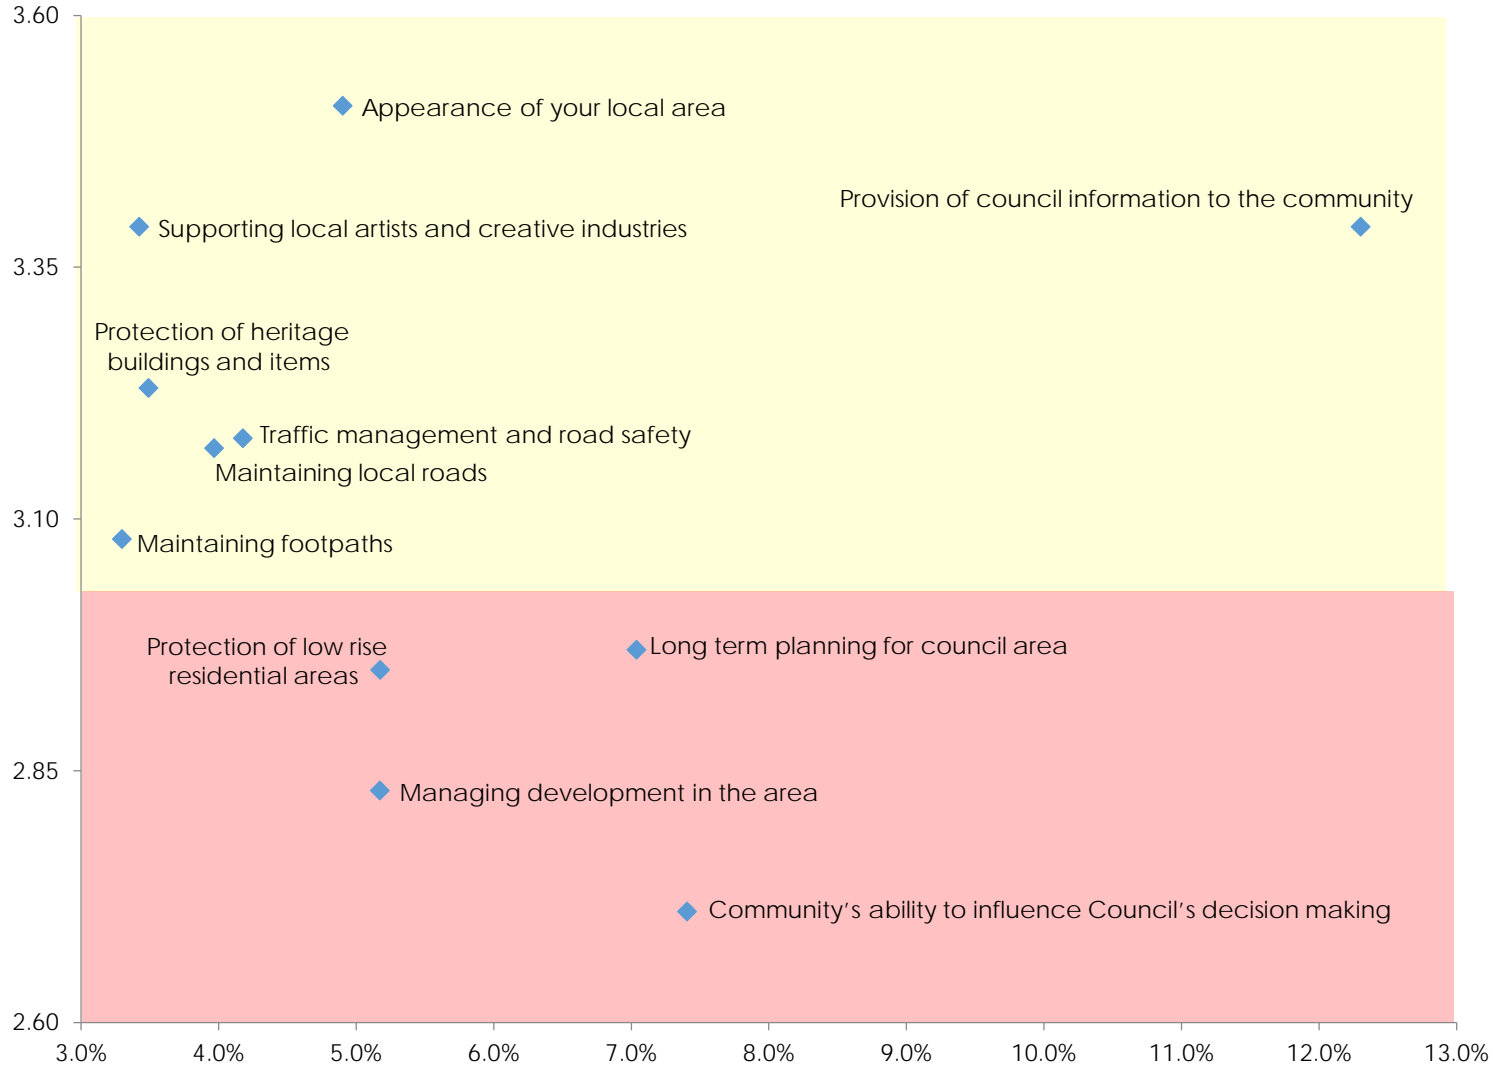 3.60
Appearance of your local area
Provision of council information to the community
Supporting local artists and creative industries
3.35
Protection of heritage
buildings and items
Traffic management and road safety
Maintaining local roads
3.10
Maintaining footpaths
Protection of low rise
residential areas
Long term planning for council area
2.85
Managing development in the area
Community's ability to influence Council's decision making
2.60
3.0% 4.0% 5.0% 6.0% 7.0% 8.0% 9.0% 10.0% 11.0% 12.0% 13.0%